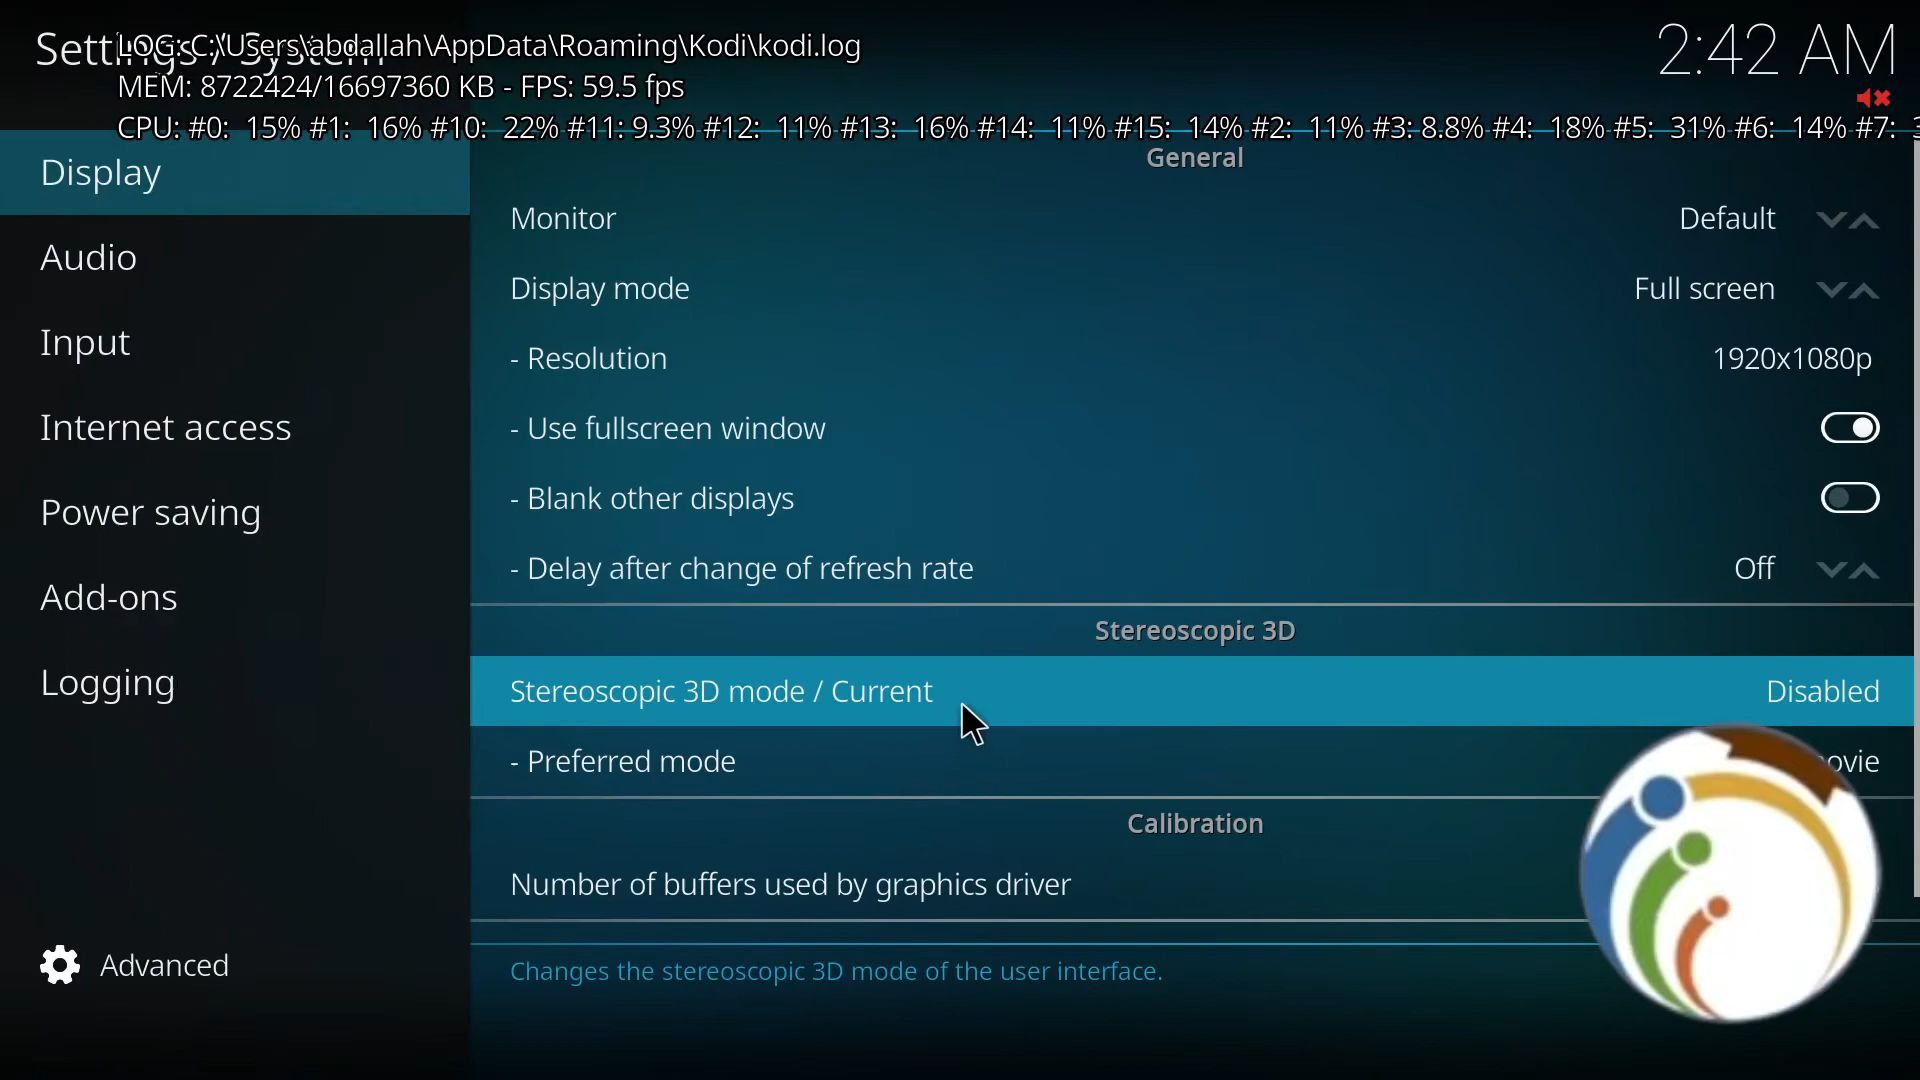 Settings / System
LOG: C:\Users\abdallah\AppData\Roaming\Kodi\kodi.log
2:42 AM
MEM: 8722424/16697360 KB - FPS: 59.5 fps
CPU: #0: 15% #1: 16% #10: 22% #11: 9.3% #12: 11% #13: 16% #14: 11% #15: 14% #2: 11% #3: 8.8% #4: 18% #5: 31% #6: 14% #7:
Display
Audio
Input
Internet access
Power saving
Add-ons
Logging
Advanced
General
Monitor Default
Display mode Full screen
- Resolution 1920x1080p
- Use fullscreen window
- Blank other displays
- Delay after change of refresh rate Off
Stereoscopic 3D
Stereoscopic 3D mode / Current Disabled
- Preferred mode
Calibration
Number of buffers used by graphics driver
Changes the stereoscopic 3D mode of the user interface.